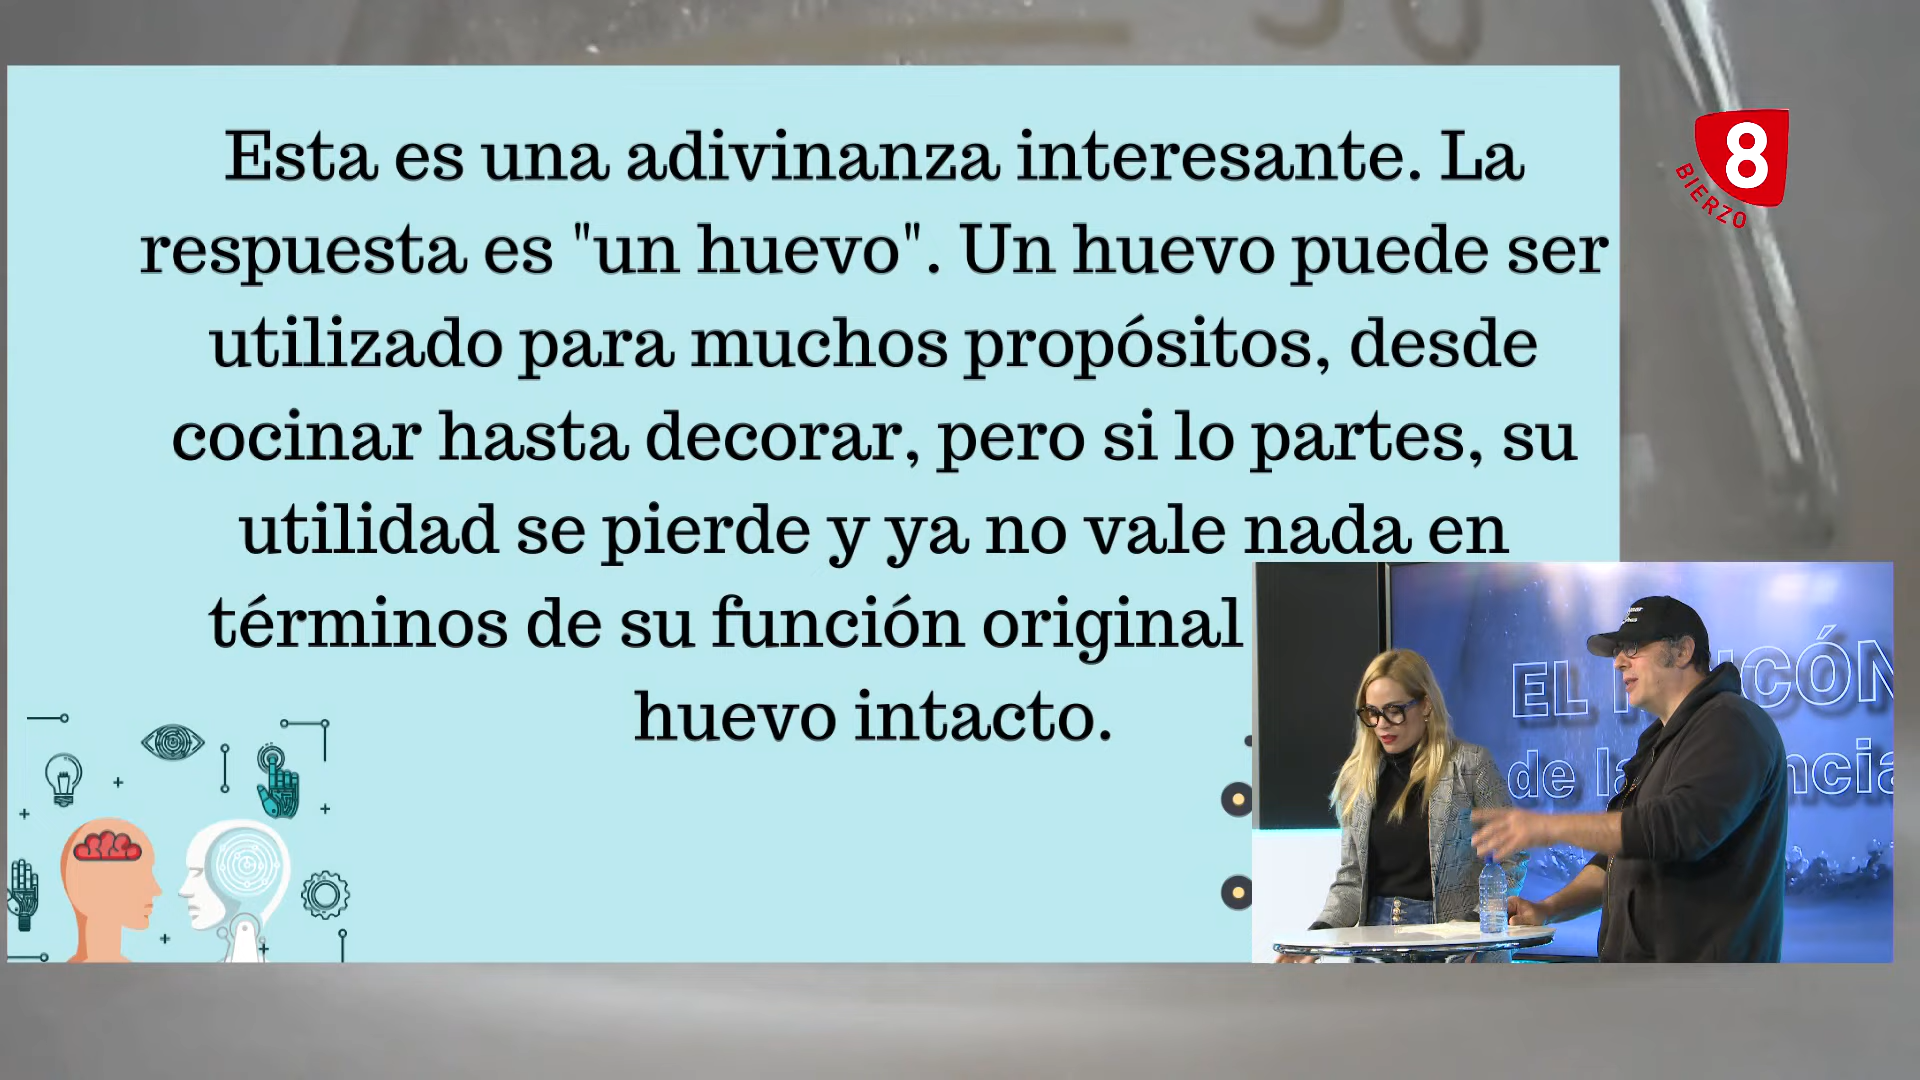 Esta es una adivinanza interesante. La
respuesta es "un huevo". Un huevo puede ser
utilizado para muchos propósitos, desde
cocinar hasta decorar, pero si lo partes, su
utilidad se pierde y ya no vale nada en
términos de su función original
huevo intacto.
8
BIERZO
EL
de la